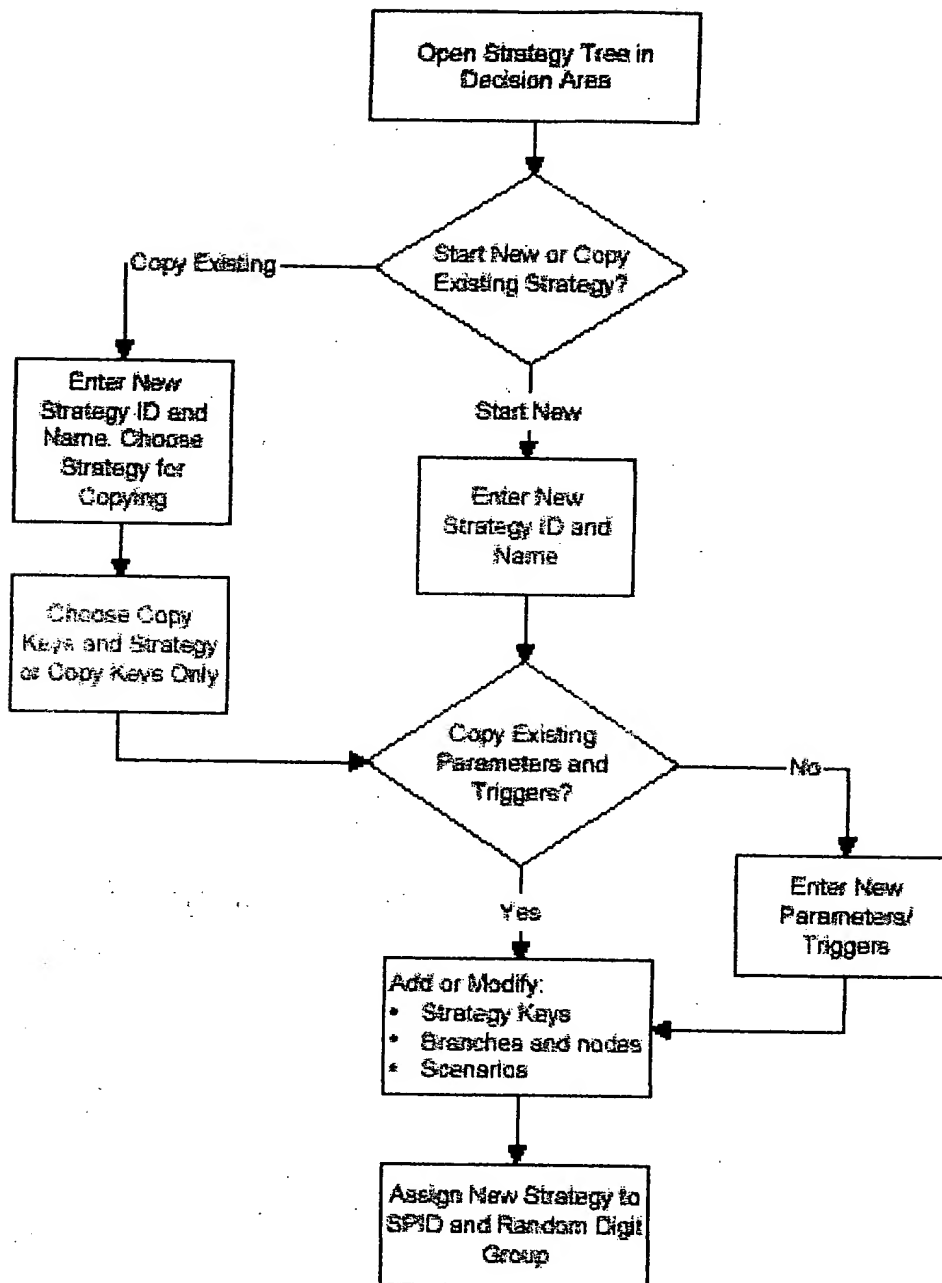 Open Strategy Tree in
Decision Area
Start New or Copy
Existing Strategy?
Copy Existing
Enter New
Strategy ID and
Name. Choose
Strategy for
Copying
Start New
Enter New
Strategy ID and
Name
Choose Copy
Keys and Strategy
or Copy Keys Only
Copy Existing
Parameters and
Triggers?
No
Yes
Enter New
Parameters/
Triggers
Add or Modify:
• Strategy Keys
• Branches and nodes
• Scenarios
Assign New Strategy to
SPID and Random Digit
Group